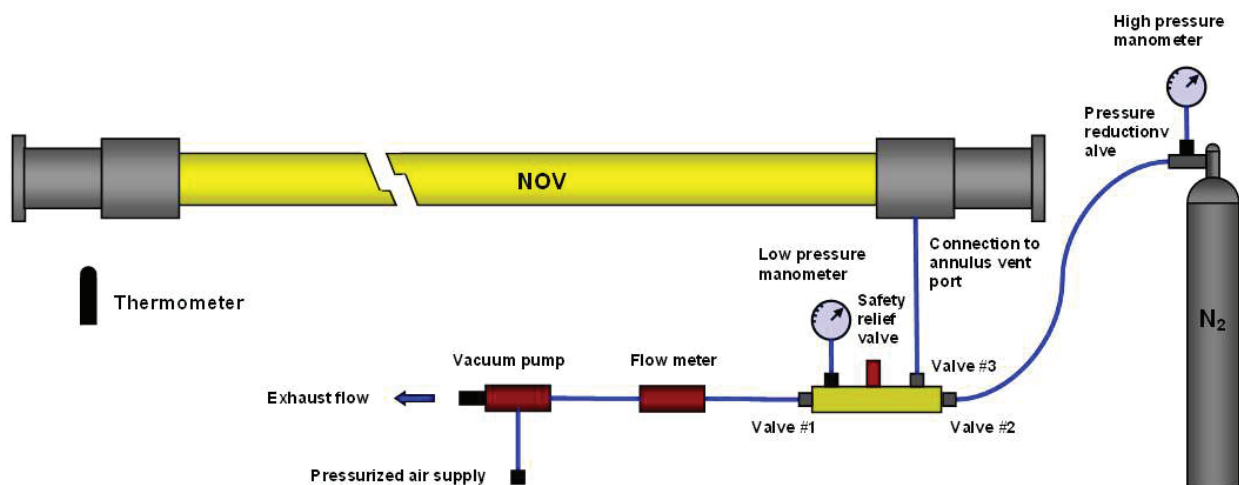 High pressure
manometer
Pressure
reductionv
alve
NOV
Connection to
annulus vent
port
Low pressure
manometer
Safety
relief
valve
Thermometer
N2
Vacuum pump
Flow meter
Valve #3
Exhaust flow
Valve #1
Valve #2
Pressurized air supply